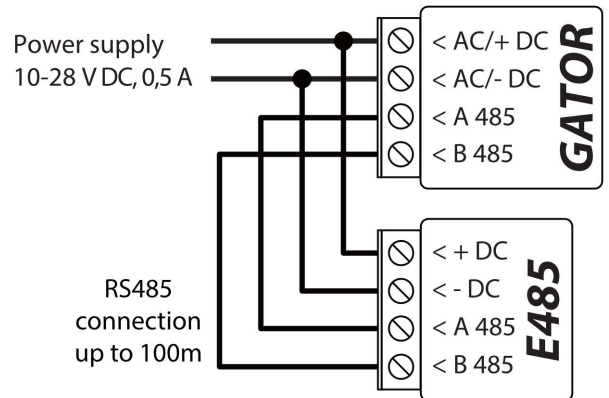 Power supply
10-28 V DC, 0,5 A
< AC/+ DC
< AC/- DC
< A 485
< B 485
GATOR
RS485
connection
up to 100m
< + DC
< - DC
< A 485
< B 485
E485